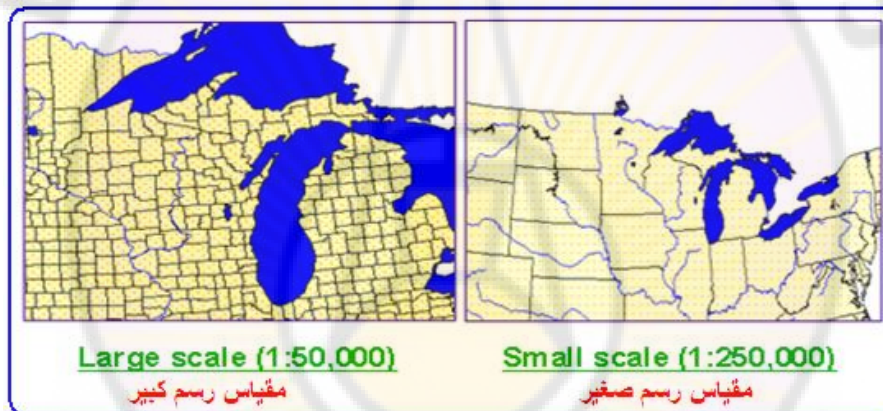 Large scale (1:50,000)
مقياس رسم كبير
Small scale (1:250,000)
مقياس رسم صغير